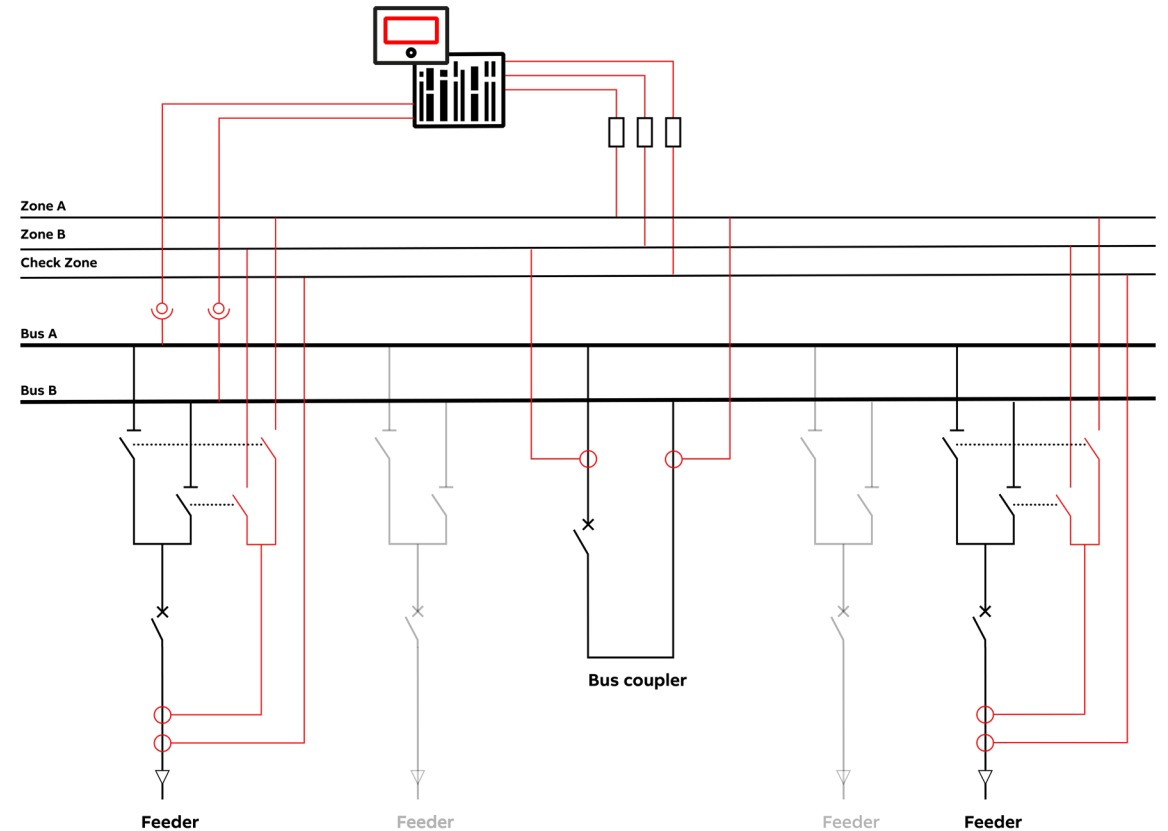 Zone A
Zone B
Check Zone
Bus A
Bus B
Bus coupler
Feeder
Feeder
Feeder
Feeder